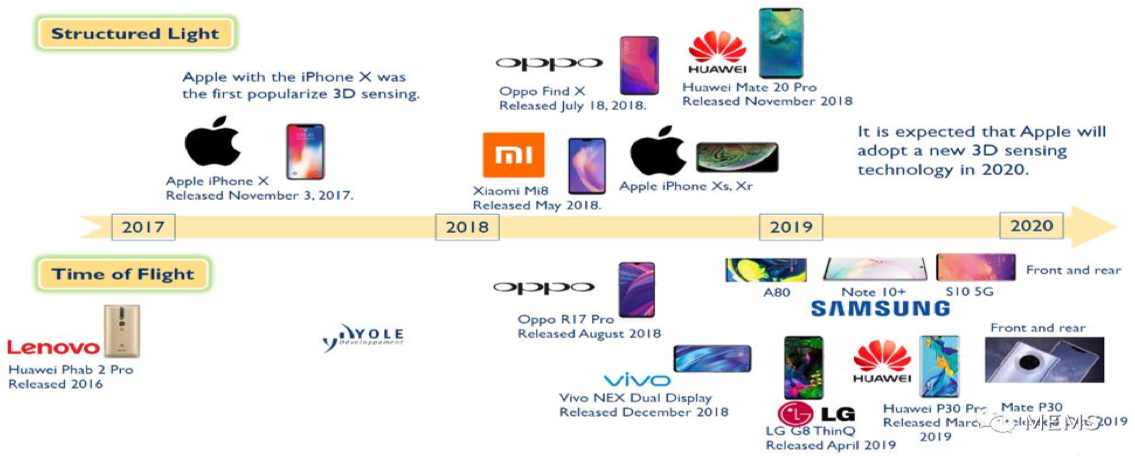 Structured Light
Apple with the iPhone X was
the first popularize 3D sensing.
Apple iPhone X
Released November 3, 2017.
oppo
Oppo Find X
Released July 18, 2018.
HUAWEI
Huawei Mate 20 Pro
Released November 2018
mi
Xiaomi Mi8
Released May 2018.
Apple iPhone Xs, Xr
It is expected that Apple will
adopt a new 3D sensing
technology in 2020.
2017
2018
2019
2020
Time of Flight
Lenovo
Huawei Phab 2 Pro
Released 2016
YOLE
Développement
oppo
Oppo R17 Pro
Released August 2018
vivo
Vivo NEX Dual Display
Released December 2018
A80
Note 10+
S10 5G
Front and rear
SAMSUNG
LG
LG G8 ThinQ
Released April 2019
HUAWEI
Huawei P30 Pro
Released March
2019
Front and rear
Mate P30
2019
MEMS